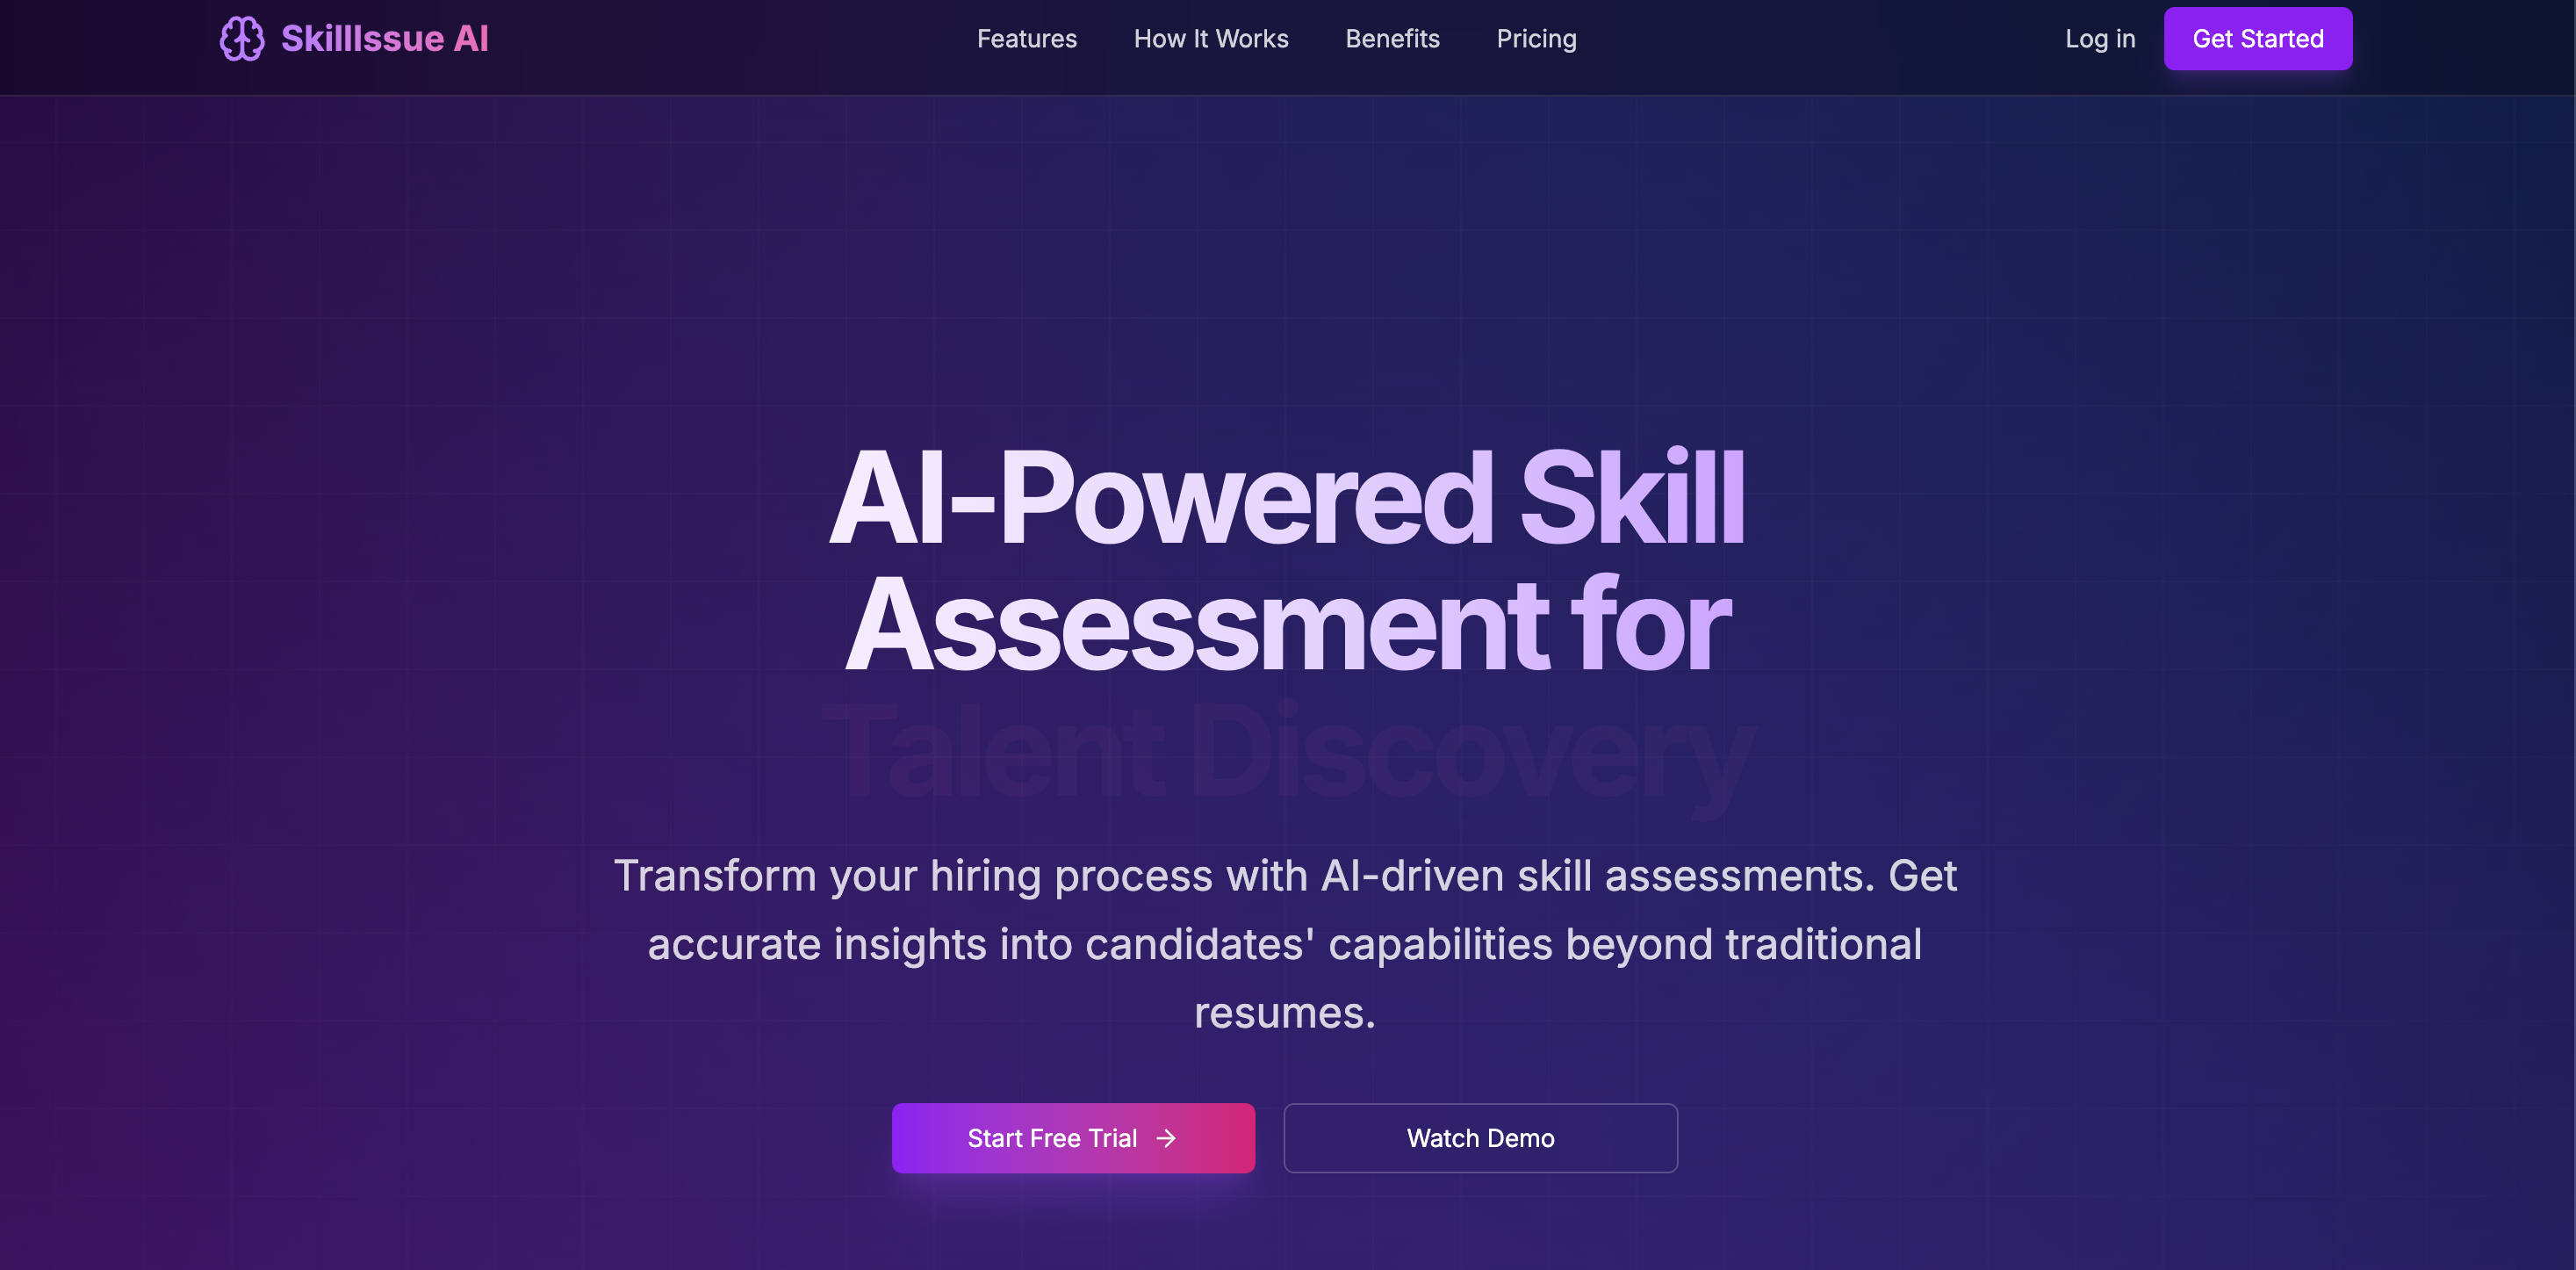 SkillIssue AI
Features
How It Works
Benefits
Pricing
Log in
Get Started
AI-Powered Skill
Assessment for
Talent Discovery
Transform your hiring process with AI-driven skill assessments. Get
accurate insights into candidates' capabilities beyond traditional
resumes.
Start Free Trial →
Watch Demo